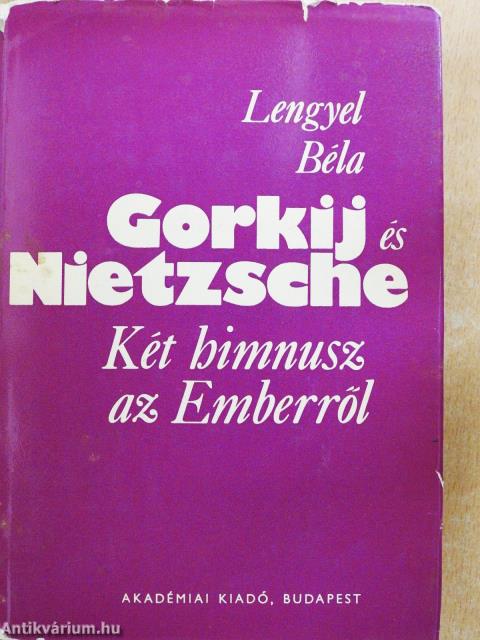 Lengyel
Béla
Gorkij és
Nietzsche
Két himnusz
az Emberről
AKADÉMIAI KIADÓ, BUDAPEST
Antikvárium.hu